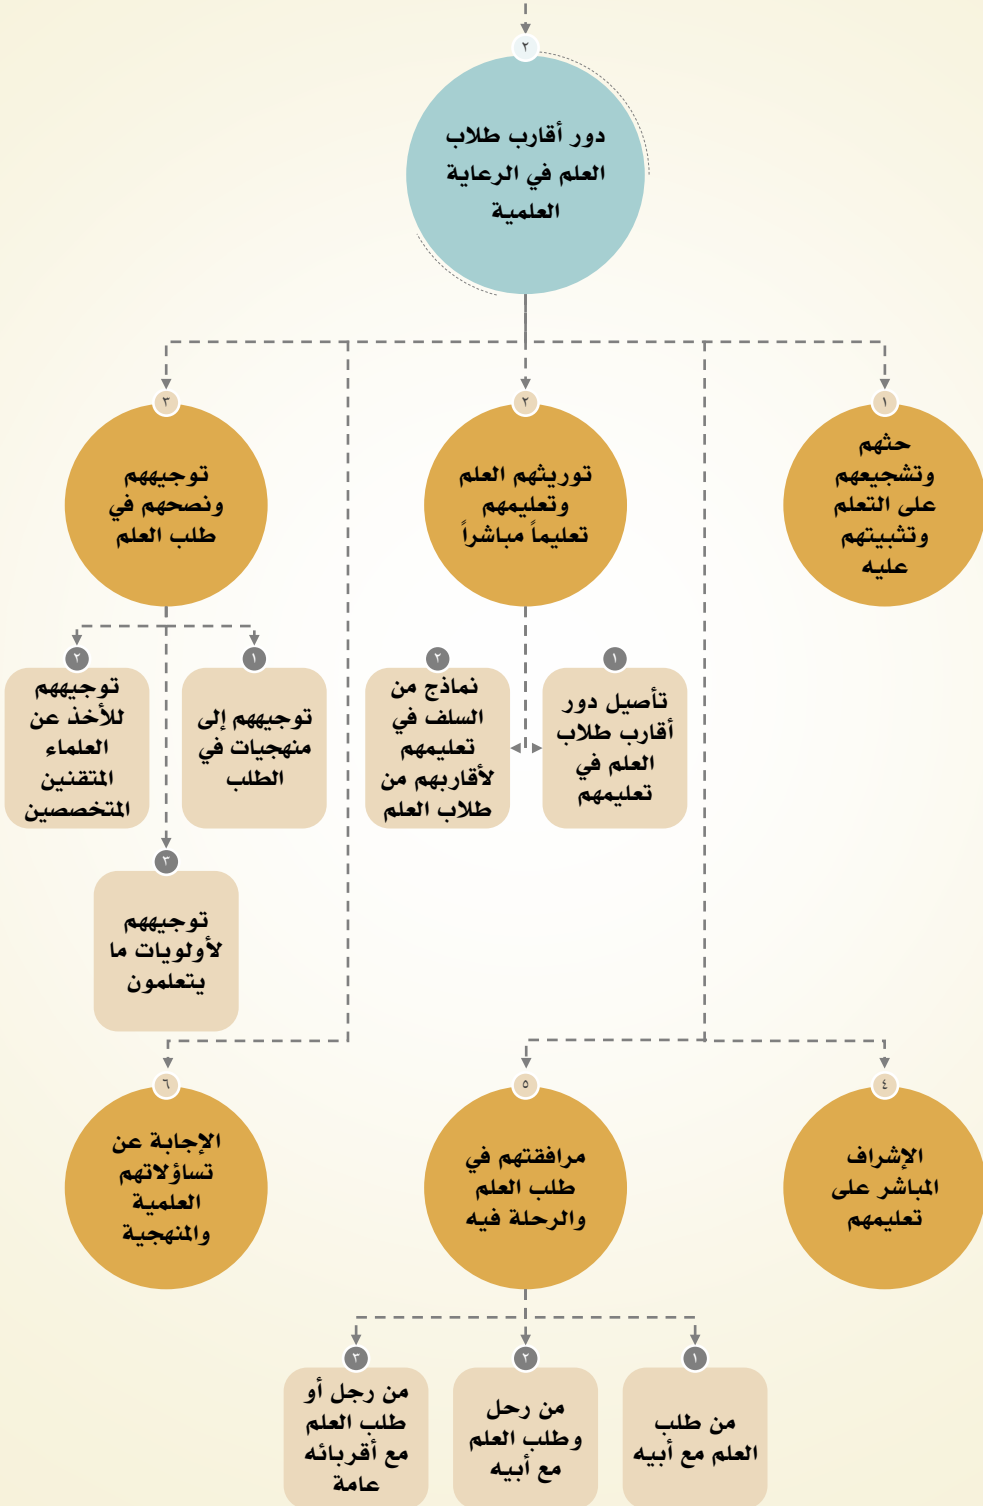 ٢
دور أقارب طلاب
العلم في الرعاية
العلمية
١
حثهم
وتشجيعهم
على التعلم
وتثبيتهم
عليه
٢
توريثهم العلم
وتعليمهم
تعليماً مباشراً
٣
توجيههم
ونصحهم في
طلب العلم
١
تأصيل دور
أقارب طلاب
العلم في
تعليمهم
٢
نماذج من
السلف في
تعليمهم
لأقاربهم من
طلاب العلم
١
توجيههم إلى
منهجيات في
الطلب
٢
توجيههم
للأخذ عن
العلماء
المتقنين
المتخصصين
٣
توجيههم
لأولويات ما
يتعلمون
٤
الإشراف
المباشر على
تعليمهم
٥
مرافقتهم في
طلب العلم
والرحلة فيه
٦
الإجابة عن
تساؤلاتهم
العلمية
والمنهجية
١
من طلب
العلم مع أبيه
٢
من رحل
وطلب العلم
مع أبيه
٣
من رجل أو
طلب العلم
مع أقربائه
عامة